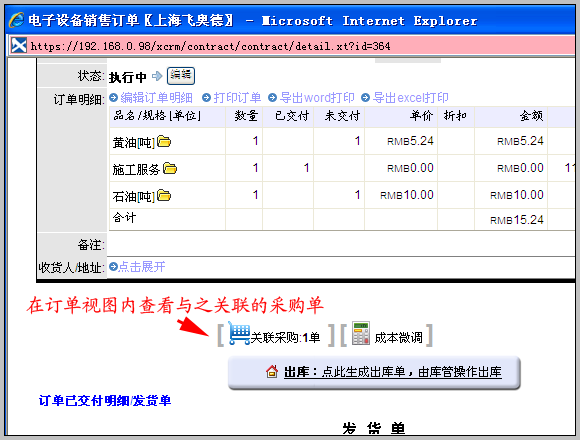 电子设备销售订单〖上海飞奥德〗 - Microsoft Internet Explorer
https://192.168.0.98/xcrm/contract/contract/detail.xt?id=364
状态: 执行中 编辑
订单明细: 编辑订单明细 打印订单 导出word打印 导出excel打印
品名/规格[单位] 数量 已交付 未交付 单价 折扣 金额
黄油[吨] 1 1 RMB5.24 RMB5.24
施工服务 1 1 RMB0.00 RMB0.00 11
石油[吨] 1 1 RMB10.00 RMB10.00
合计 RMB15.24
备注:
收货人/地址: 点击展开
在订单视图内查看与之关联的采购单
[ 关联采购:1单 ] [ 成本微调 ]
出库: 点此生成出库单，由库管操作出库
订单已交付明细/发货单
发 货 单